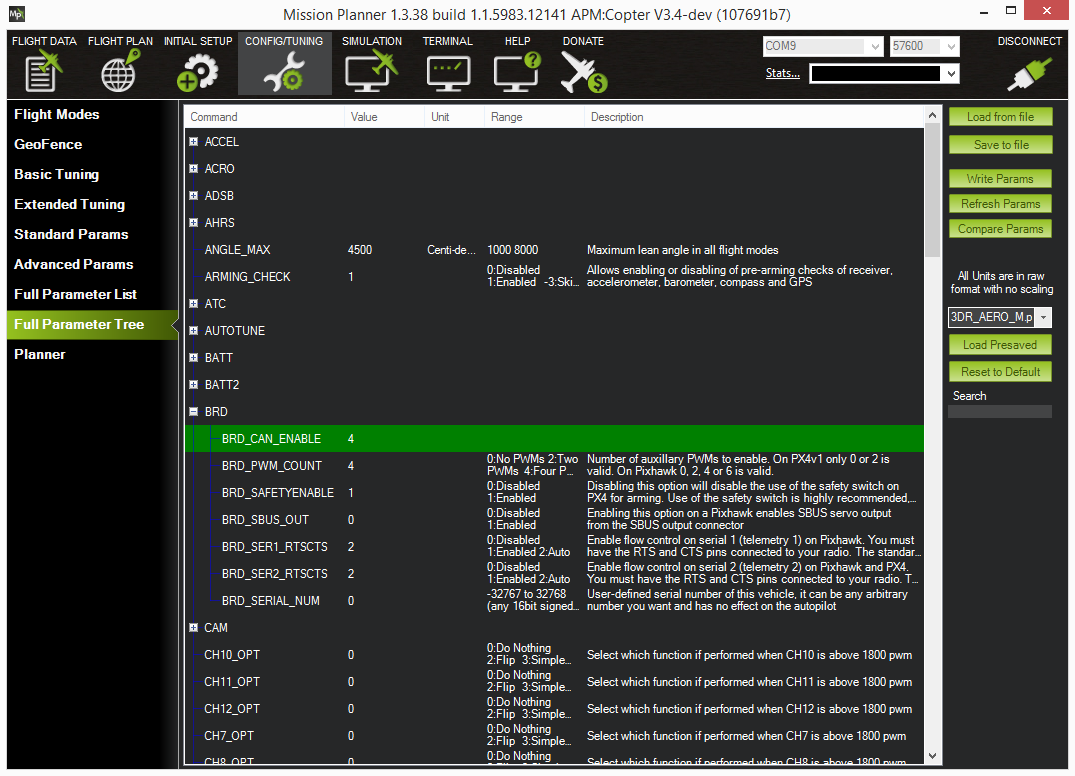 Mp
Mission Planner 1.3.38 build 1.1.5983.12141 APM:Copter V3.4-dev (107691b7)
FLIGHT DATA FLIGHT PLAN INITIAL SETUP CONFIG/TUNING SIMULATION TERMINAL HELP DONATE
COM9 57600 DISCONNECT
Stats...
Flight Modes
GeoFence
Basic Tuning
Extended Tuning
Standard Params
Advanced Params
Full Parameter List
Full Parameter Tree
Planner
Command Value Unit Range Description
ACCEL
ACRO
ADSB
AHRS
ANGLE_MAX 4500 Centi-de... 1000 8000 Maximum lean angle in all flight modes
ARMING_CHECK 1 0:Disabled Allows enabling or disabling of pre-arming checks of receiver,
1:Enabled -3:Ski... accelerometer, barometer, compass and GPS
ATC
AUTOTUNE
BATT
BATT2
BRD
BRD_CAN_ENABLE 4
BRD_PWM_COUNT 4 0:No PWMs 2:Two Number of auxillary PWMs to enable. On PX4v1 only 0 or 2 is
PWMs 4:Four P... valid. On Pixhawk 0, 2, 4 or 6 is valid.
BRD_SAFETYENABLE 1 0:Disabled Disabling this option will disable the use of the safety switch on
1:Enabled PX4 for arming. Use of the safety switch is highly recommended,...
BRD_SBUS_OUT 0 0:Disabled Enabling this option on a Pixhawk enables SBUS servo output
1:Enabled from the SBUS output connector
BRD_SER1_RTSCTS 2 0:Disabled Enable flow control on serial 1 (telemetry 1) on Pixhawk. You must
1:Enabled 2:Auto have the RTS and CTS pins connected to your radio. The standar...
BRD_SER2_RTSCTS 2 0:Disabled Enable flow control on serial 2 (telemetry 2) on Pixhawk and PX4.
1:Enabled 2:Auto You must have the RTS and CTS pins connected to your radio. T...
BRD_SERIAL_NUM 0 -32767 to 32768 User-defined serial number of this vehicle, it can be any arbitrary
(any 16bit signed... number you want and has no effect on the autopilot
CAM
CH10_OPT 0 0:Do Nothing Select which function if performed when CH10 is above 1800 pwm
2:Flip 3:Simple...
CH11_OPT 0 0:Do Nothing Select which function if performed when CH11 is above 1800 pwm
2:Flip 3:Simple...
CH12_OPT 0 0:Do Nothing Select which function if performed when CH12 is above 1800 pwm
2:Flip 3:Simple...
CH7_OPT 0 0:Do Nothing Select which function if performed when CH7 is above 1800 pwm
2:Flip 3:Simple...
CH8_OPT 0 0:Do Nothing Select which function if performed when CH8 is above 1800 pwm
Load from file
Save to file
Write Params
Refresh Params
Compare Params
All Units are in raw
format with no scaling
3DR_AERO_M.p
Load Presaved
Reset to Default
Search